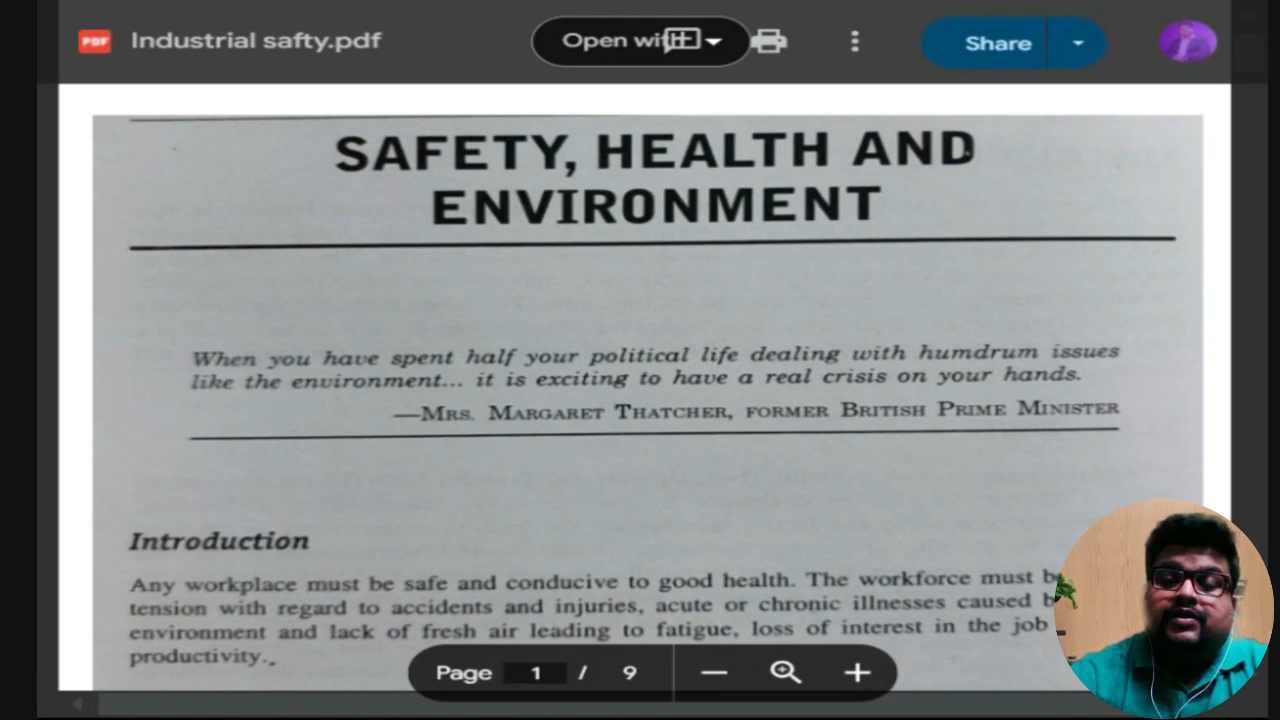 PDF Industrial safty.pdf
Open with
Share
SAFETY, HEALTH AND
ENVIRONMENT
When you have spent half your political life dealing with humdrum issues
like the environment... it is exciting to have a real crisis on your hands.
—MRS. MARGARET THATCHER, FORMER BRITISH PRIME MINISTER
Introduction
Any workplace must be safe and conducive to good health. The workforce must
tension with regard to accidents and injuries, acute or chronic illnesses caused
environment and lack of fresh air leading to fatigue, loss of interest in the job
productivity.
Page 1 / 9